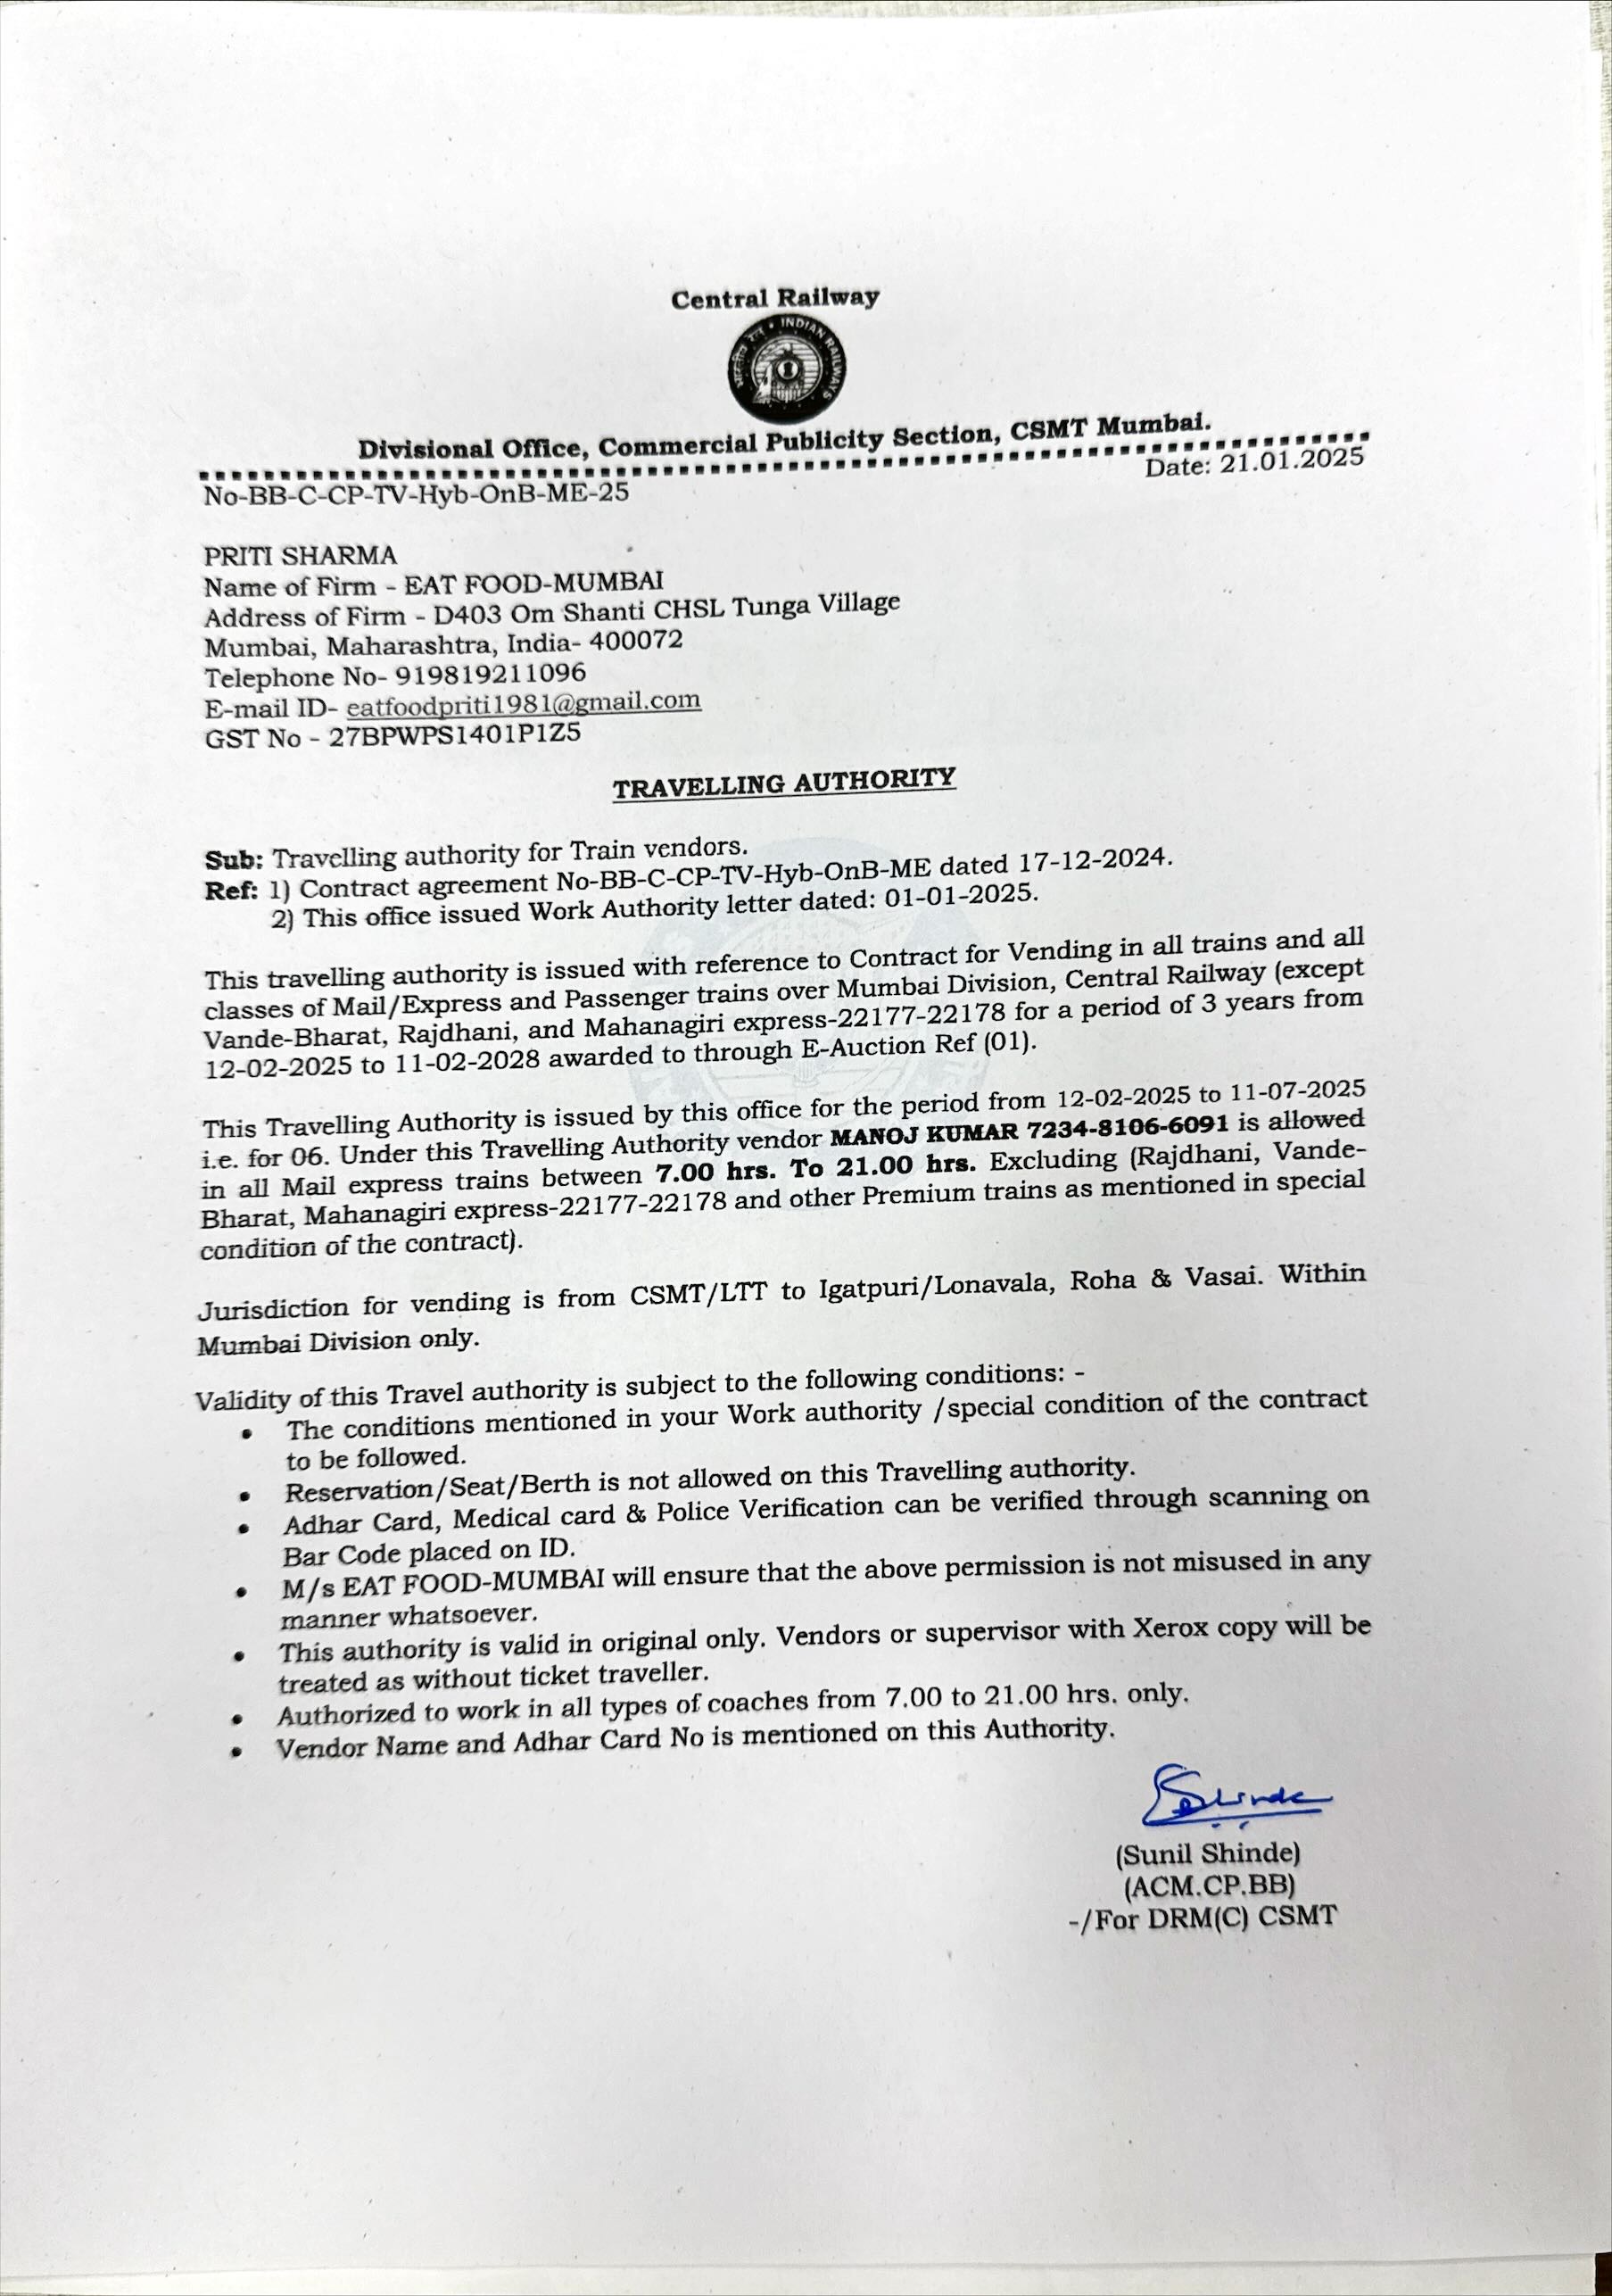 Central Railway
भारतीय रेल • INDIAN RAILWAYS
Divisional Office, Commercial Publicity Section, CSMT Mumbai.
Date: 21.01.2025
No-BB-C-CP-TV-Hyb-OnB-ME-25
PRITI SHARMA
Name of Firm - EAT FOOD-MUMBAI
Address of Firm - D403 Om Shanti CHSL Tunga Village
Mumbai, Maharashtra, India- 400072
Telephone No- 919819211096
E-mail ID- eatfoodpriti1981@gmail.com
GST No - 27BPWPS1401P1Z5
TRAVELLING AUTHORITY
Sub: Travelling authority for Train vendors.
Ref: 1) Contract agreement No-BB-C-CP-TV-Hyb-OnB-ME dated 17-12-2024.
2) This office issued Work Authority letter dated: 01-01-2025.
This travelling authority is issued with reference to Contract for Vending in all trains and all
classes of Mail/Express and Passenger trains over Mumbai Division, Central Railway (except
Vande-Bharat, Rajdhani, and Mahanagiri express-22177-22178 for a period of 3 years from
12-02-2025 to 11-02-2028 awarded to through E-Auction Ref (01).
This Travelling Authority is issued by this office for the period from 12-02-2025 to 11-07-2025
i.e. for 06. Under this Travelling Authority vendor MANOJ KUMAR 7234-8106-6091 is allowed
in all Mail express trains between 7.00 hrs. To 21.00 hrs. Excluding (Rajdhani, Vande-
Bharat, Mahanagiri express-22177-22178 and other Premium trains as mentioned in special
condition of the contract).
Jurisdiction for vending is from CSMT/LTT to Igatpuri/Lonavala, Roha & Vasai. Within
Mumbai Division only.
Validity of this Travel authority is subject to the following conditions: -
• The conditions mentioned in your Work authority /special condition of the contract
to be followed.
• Reservation/Seat/Berth is not allowed on this Travelling authority.
• Adhar Card, Medical card & Police Verification can be verified through scanning on
Bar Code placed on ID.
• M/s EAT FOOD-MUMBAI will ensure that the above permission is not misused in any
manner whatsoever.
• This authority is valid in original only. Vendors or supervisor with Xerox copy will be
treated as without ticket traveller.
• Authorized to work in all types of coaches from 7.00 to 21.00 hrs. only.
• Vendor Name and Adhar Card No is mentioned on this Authority.
Shinde
(Sunil Shinde)
(ACM.CP.BB)
-/For DRM(C) CSMT